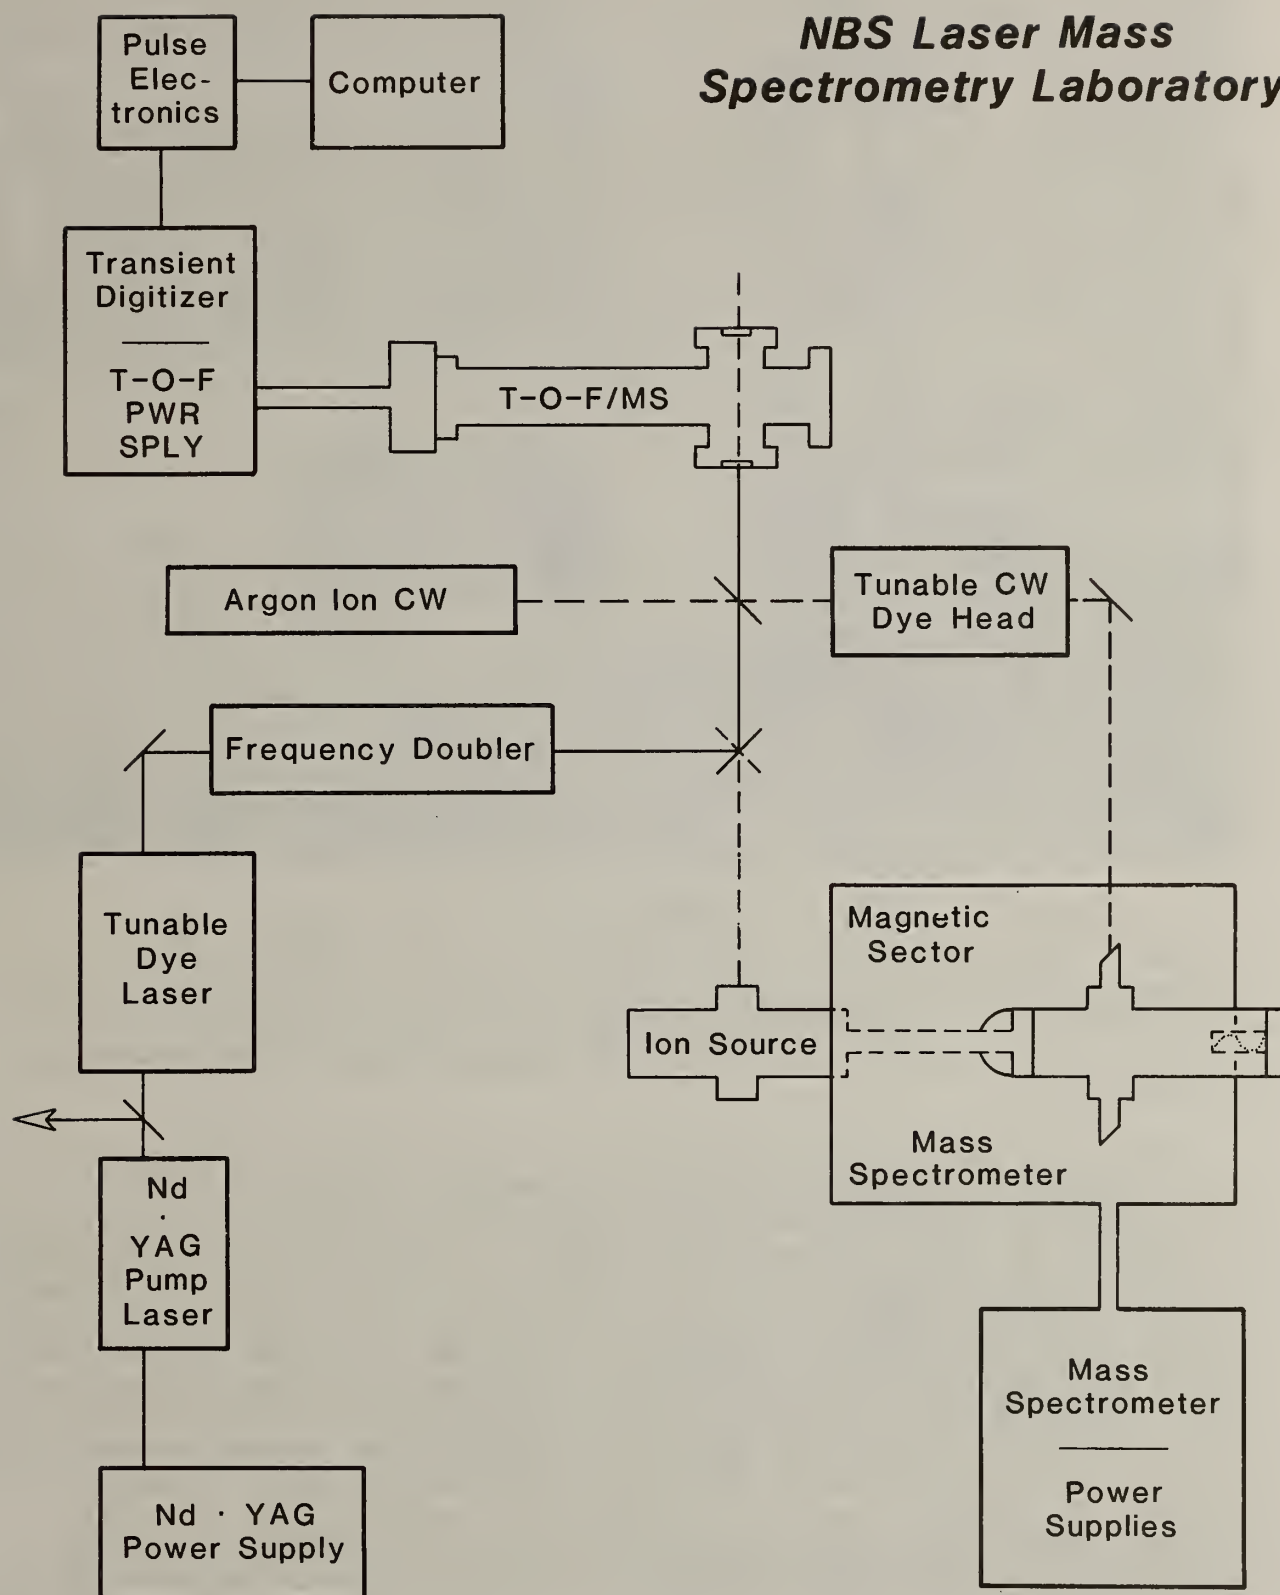 NBS Laser Mass
Spectrometry Laboratory
Pulse
Elec-
tronics
Computer
Transient
Digitizer
T-O-F
PWR
SPLY
T-O-F/MS
Argon Ion CW
Tunable CW
Dye Head
Frequency Doubler
Tunable
Dye
Laser
Magnetic
Sector
Ion Source
Mass
Spectrometer
Nd
·
YAG
Pump
Laser
Mass
Spectrometer
Power
Supplies
Nd · YAG
Power Supply